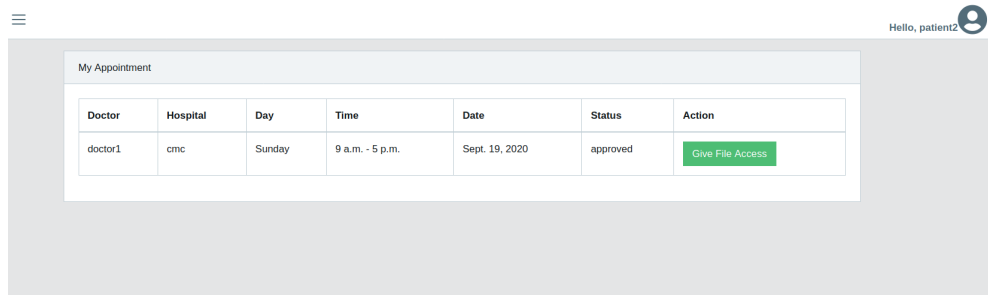 Hello, patient2
My Appointment
Doctor Hospital Day Time Date Status Action
doctor1 cmc Sunday 9 a.m. - 5 p.m. Sept. 19, 2020 approved Give File Access